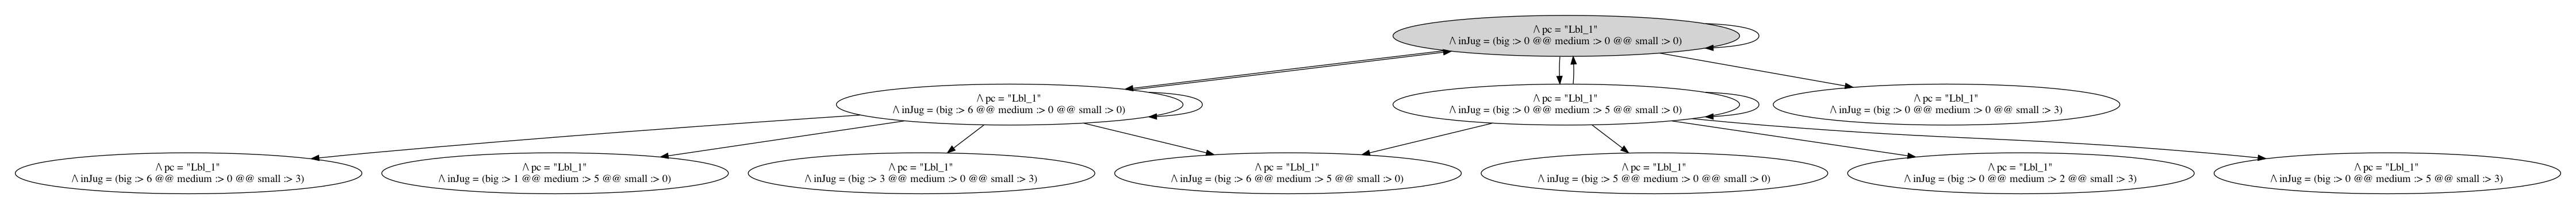 /\ pc = "Lbl_1"
/\ inJug = (big :> 0 @@ medium :> 0 @@ small :> 0)
/\ pc = "Lbl_1"
/\ inJug = (big :> 6 @@ medium :> 0 @@ small :> 0)
/\ pc = "Lbl_1"
/\ inJug = (big :> 0 @@ medium :> 5 @@ small :> 0)
/\ pc = "Lbl_1"
/\ inJug = (big :> 0 @@ medium :> 0 @@ small :> 3)
/\ pc = "Lbl_1"
/\ inJug = (big :> 6 @@ medium :> 0 @@ small :> 3)
/\ pc = "Lbl_1"
/\ inJug = (big :> 1 @@ medium :> 5 @@ small :> 0)
/\ pc = "Lbl_1"
/\ inJug = (big :> 3 @@ medium :> 0 @@ small :> 3)
/\ pc = "Lbl_1"
/\ inJug = (big :> 6 @@ medium :> 5 @@ small :> 0)
/\ pc = "Lbl_1"
/\ inJug = (big :> 5 @@ medium :> 0 @@ small :> 0)
/\ pc = "Lbl_1"
/\ inJug = (big :> 0 @@ medium :> 2 @@ small :> 3)
/\ pc = "Lbl_1"
/\ inJug = (big :> 0 @@ medium :> 5 @@ small :> 3)